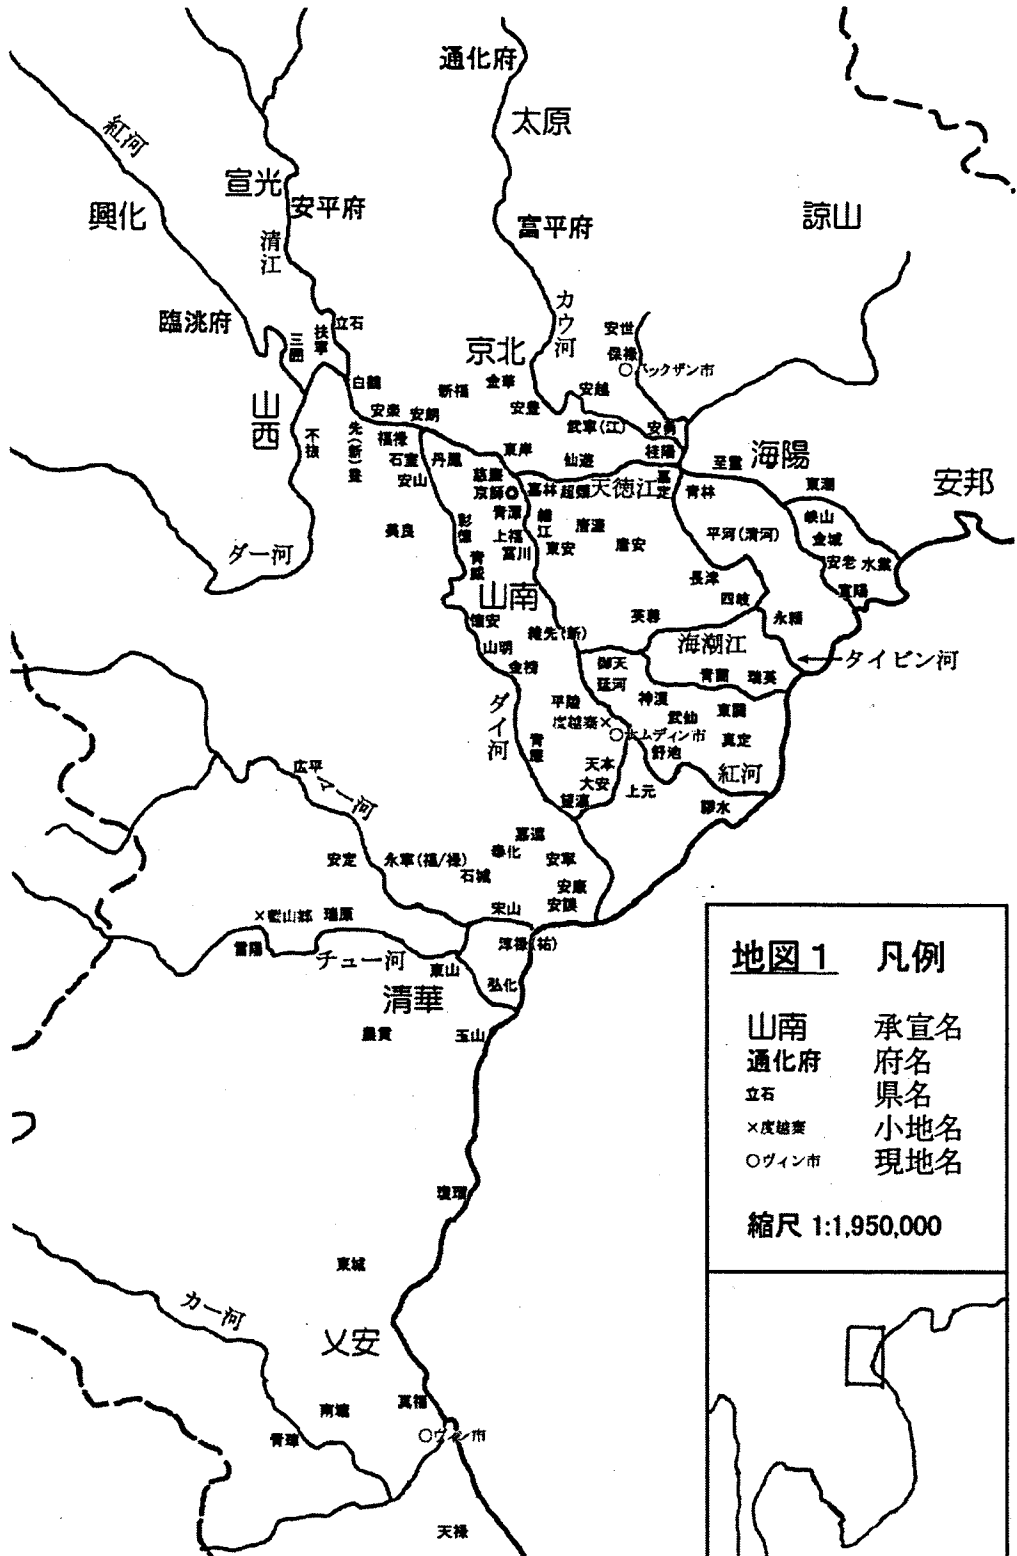 通化府
太原
紅河
宣光
安平府
興化
諒山
富平府
清江
カウ河
臨洮府
立石
扶寧
安世
保禄
○バックザン市
三囲
京北
白鶴
新福
金華
安越
安豊
山西
安楽
安朗
武寧(江)
安勇
不抜
福禄
東岸
桂陽
海陽
石室
丹鳳
仙遊
至霊
安山
慈廉
東潮
安邦
京師
嘉林
超類
天徳江
嘉定
青林
青潭
峡山
美良
彰徳
細江
唐濠
上福
平河(清河)
金城
唐安
東安
富川
ダー河
青威
安老
水棠
長津
宜陽
山南
四岐
懐安
芙蓉
永頼
維先(新)
山明
海潮江
御天
←タイビン河
金榜
延河
青蘭
瑞英
ダイ河
平陸
神渓
東関
武仙
度越寨×
○ナムディン市
真定
青廉
舒池
天本
紅河
広平
大安
上元
マー河
望瀛
膠水
嘉遠
奉化
安定
永寧(福/禄)
安寧
石城
安康
安謨
宋山
×藍山郷
瑞原
雷陽
淳禄(祐)
チュー河
東山
弘化
清華
農貢
玉山
瓊瑠
東城
カー河
乂安
真福
南塘
○ヴィン市
青璋
天禄
地図1 凡例
山南 承宣名
通化府 府名
立石 県名
×度越寨 小地名
○ヴィン市 現地名
縮尺 1:1,950,000